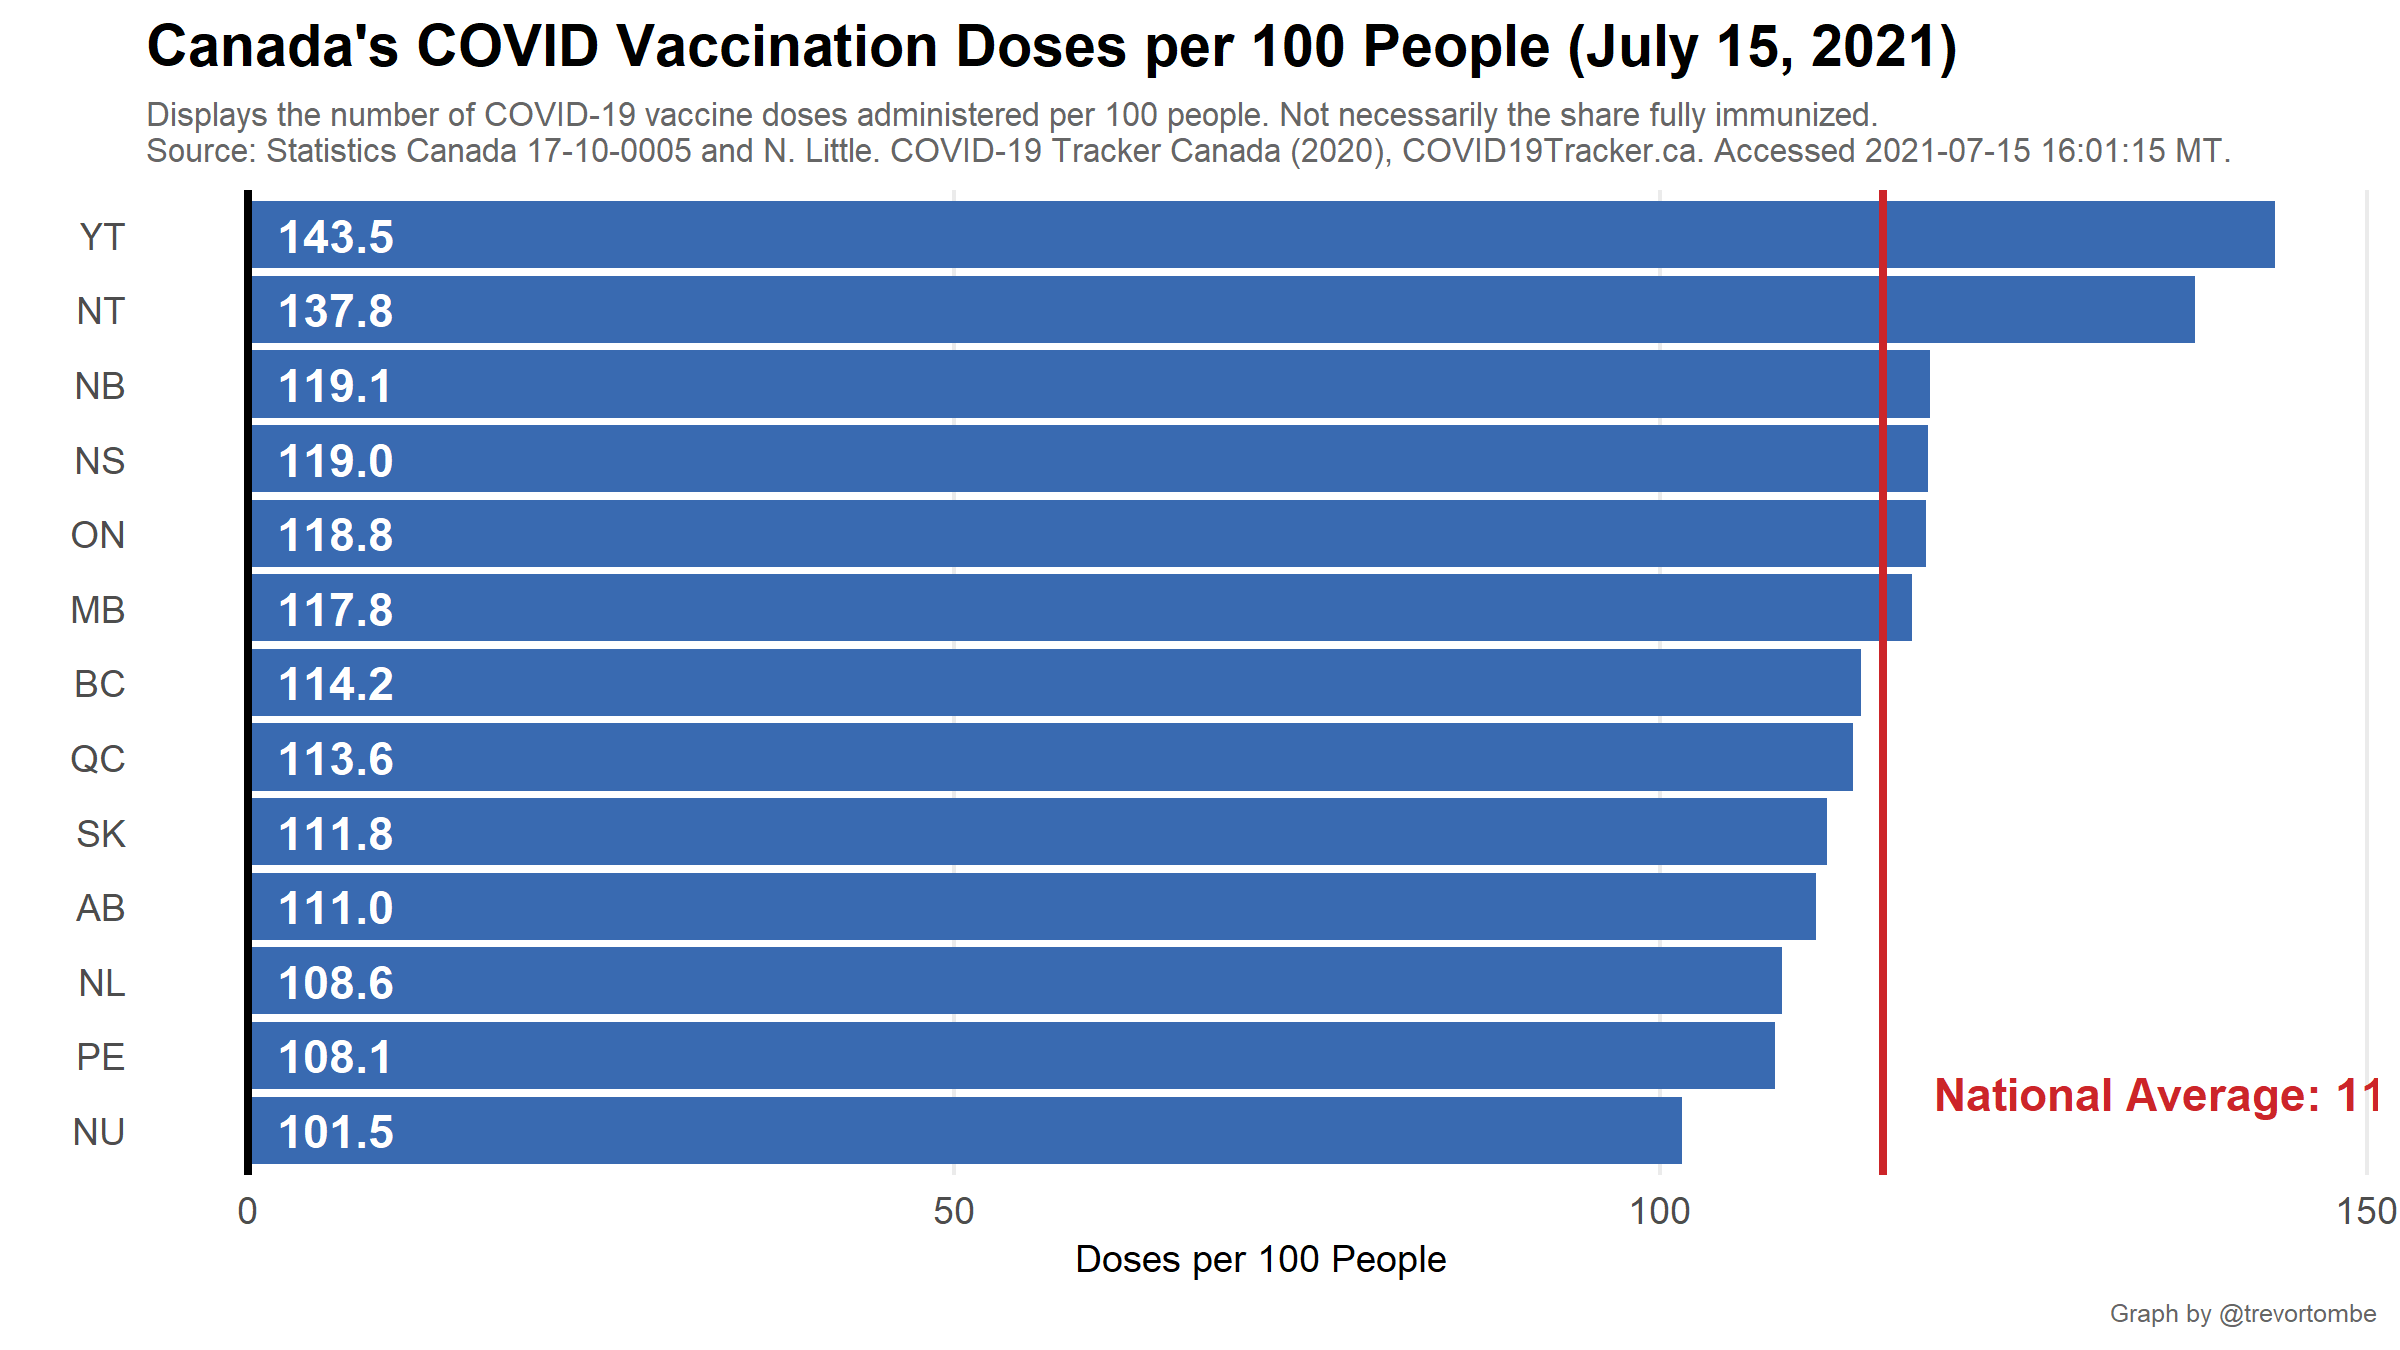 Canada's COVID Vaccination Doses per 100 People (July 15, 2021)
Displays the number of COVID-19 vaccine doses administered per 100 people. Not necessarily the share fully immunized.
Source: Statistics Canada 17-10-0005 and N. Little. COVID-19 Tracker Canada (2020), COVID19Tracker.ca. Accessed 2021-07-15 16:01:15 MT.
YT 143.5
NT 137.8
NB 119.1
NS 119.0
ON 118.8
MB 117.8
BC 114.2
QC 113.6
SK 111.8
AB 111.0
NL 108.6
PE 108.1
National Average: 11
NU 101.5
0 50 100 150
Doses per 100 People
Graph by @trevortombe